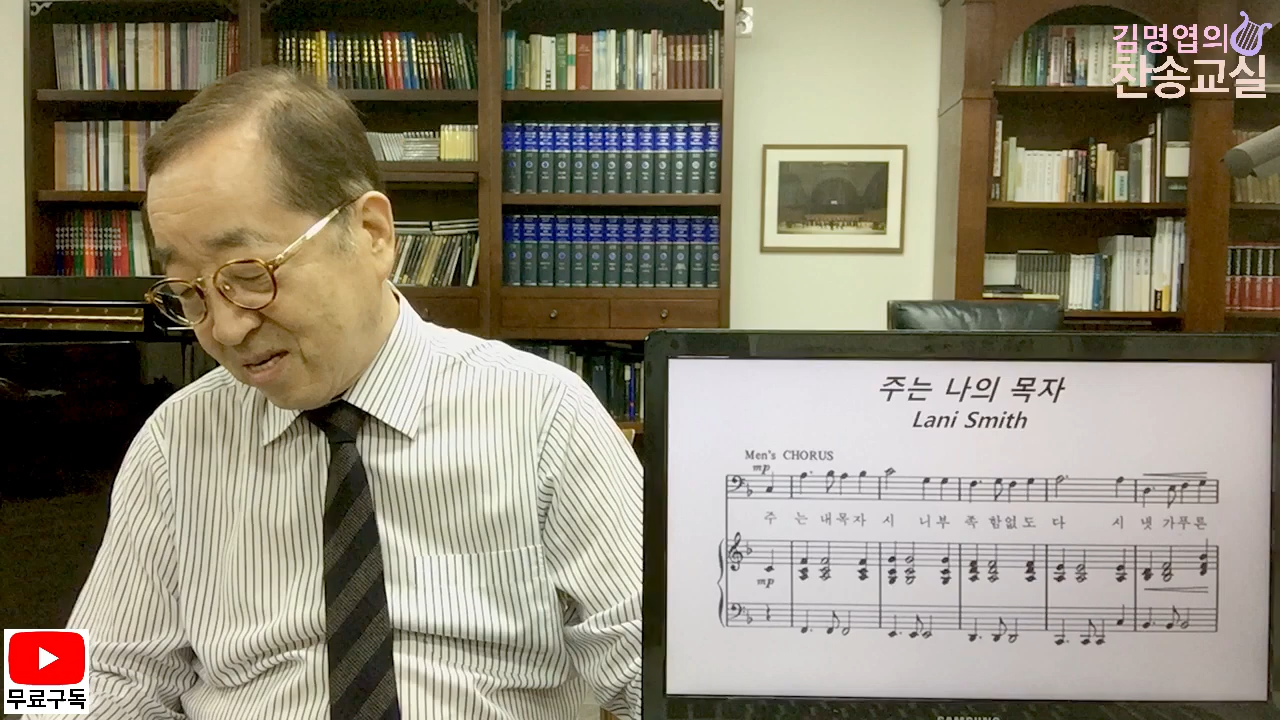 김명엽의
찬송교실
주는 나의 목자
Lani Smith
Men's CHORUS
mp
주 는 내 목 자 시 니 부 족 함 없 도 다 시 냇 가 푸 른
mp
무료구독
SAMSUNG